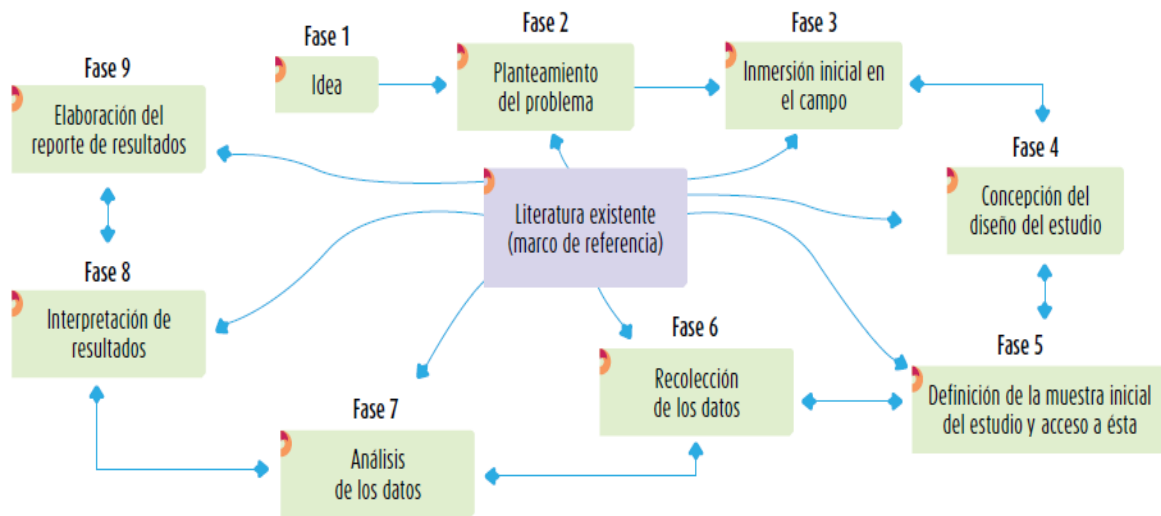 Fase 1
Idea
Fase 2
Planteamiento
del problema
Fase 3
Inmersión inicial en
el campo
Fase 4
Concepción del
diseño del estudio
Fase 5
Definición de la muestra inicial
del estudio y acceso a ésta
Fase 6
Recolección
de los datos
Fase 7
Análisis
de los datos
Fase 8
Interpretación de
resultados
Fase 9
Elaboración del
reporte de resultados
Literatura existente
(marco de referencia)